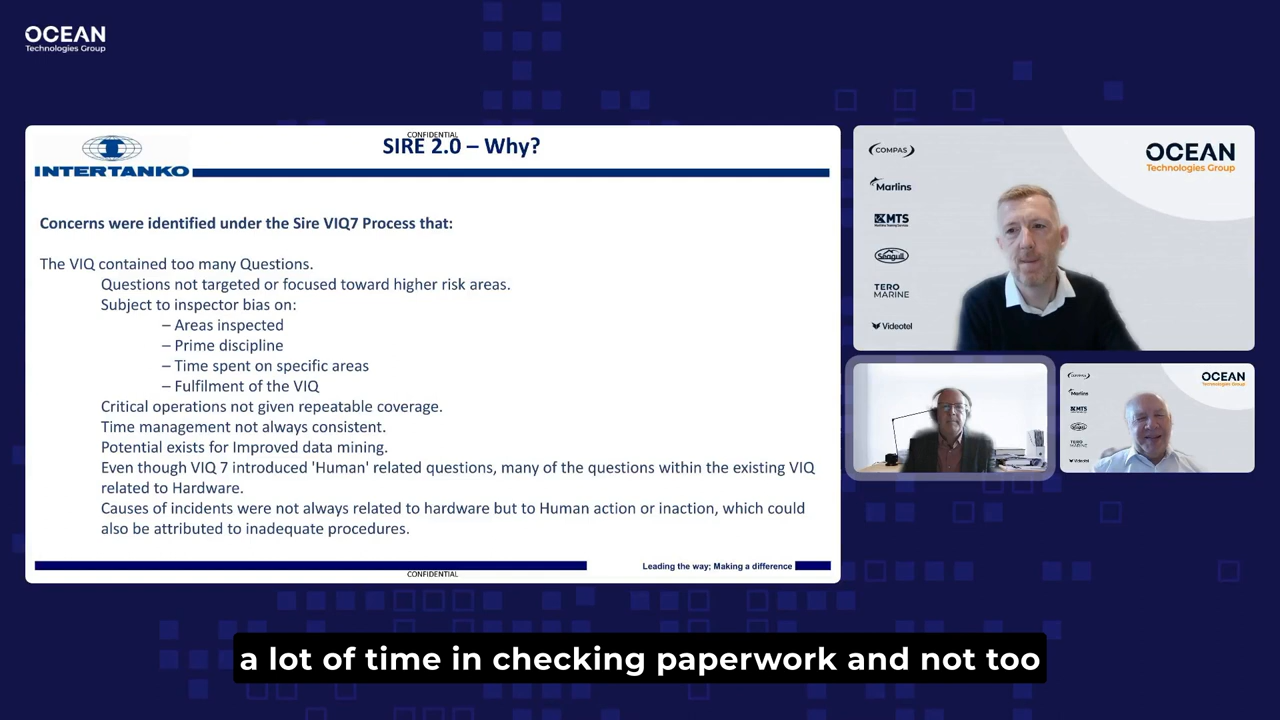 OCEAN
Technologies Group
CONFIDENTIAL
SIRE 2.0 – Why?
INTERTANKO
Concerns were identified under the Sire VIQ7 Process that:
The VIQ contained too many Questions.
Questions not targeted or focused toward higher risk areas.
Subject to inspector bias on:
– Areas inspected
– Prime discipline
– Time spent on specific areas
– Fulfilment of the VIQ
Critical operations not given repeatable coverage.
Time management not always consistent.
Potential exists for Improved data mining.
Even though VIQ 7 introduced 'Human' related questions, many of the questions within the existing VIQ
related to Hardware.
Causes of incidents were not always related to hardware but to Human action or inaction, which could
also be attributed to inadequate procedures.
Leading the way; Making a difference
CONFIDENTIAL
COMPAS
Marlins
MTS
Seagull
TERO
MARINE
Videotel
OCEAN
Technologies Group
COMPAS
Marlins
MTS
Seagull
TERO
MARINE
Videotel
OCEAN
Technologies Group
a lot of time in checking paperwork and not too